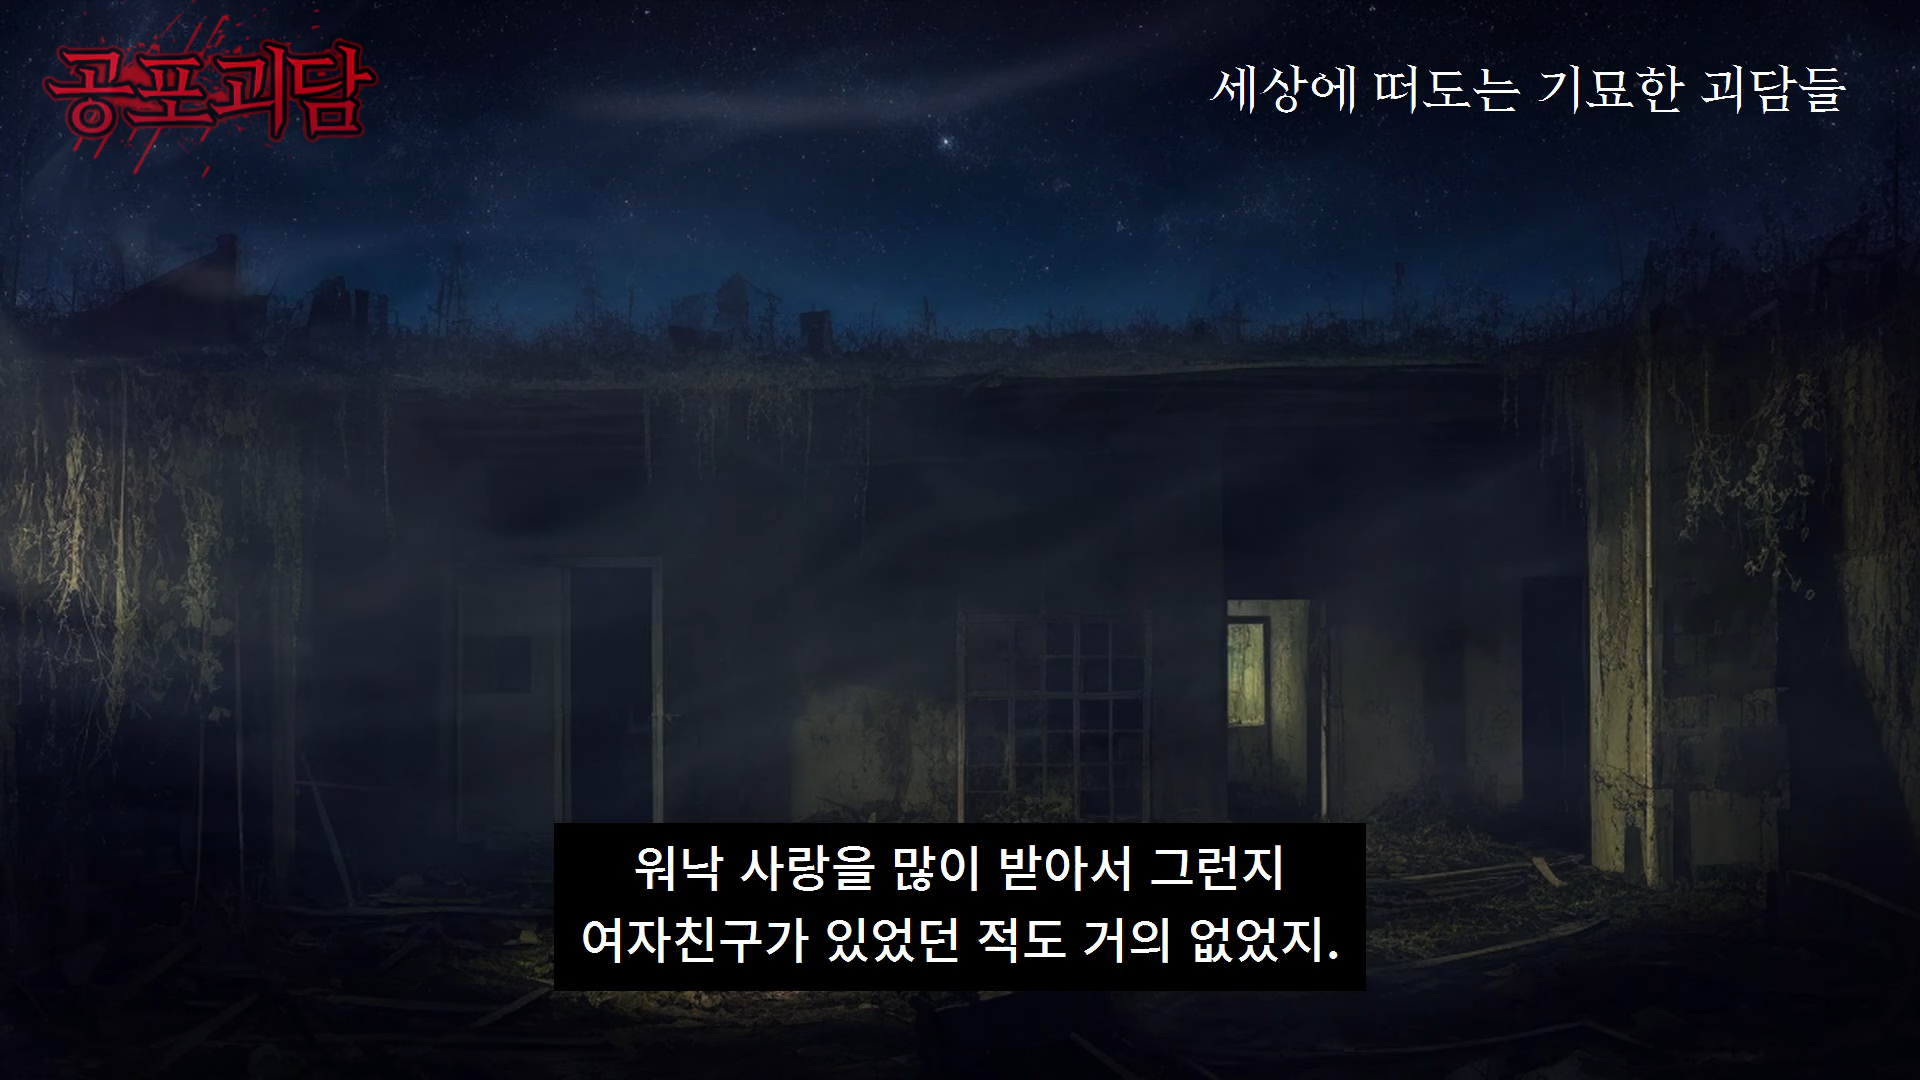 공포괴담
세상에 떠도는 기묘한 괴담들
워낙 사랑을 많이 받아서 그런지
여자친구가 있었던 적도 거의 없었지.